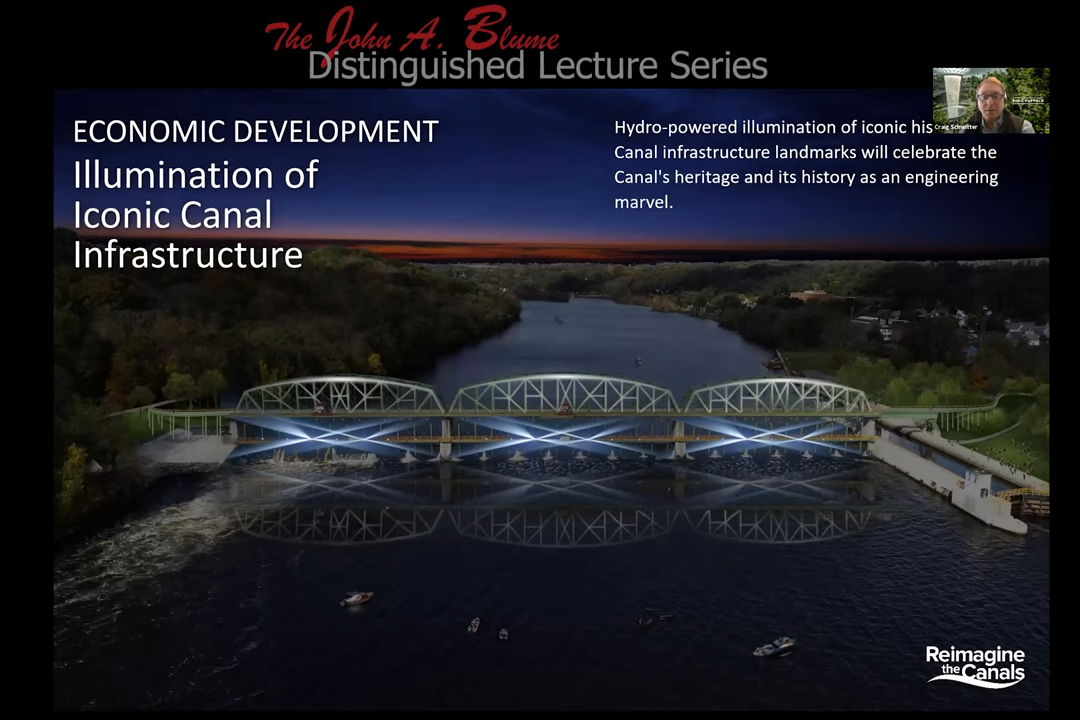 The John A. Blume
Distinguished Lecture Series
ECONOMIC DEVELOPMENT
Illumination of
Iconic Canal
Infrastructure
Hydro-powered illumination of iconic his
Canal infrastructure landmarks will celebrate the
Canal's heritage and its history as an engineering
marvel.
Craig Schwitter
BURO HAPPOLD
Reimagine
the Canals